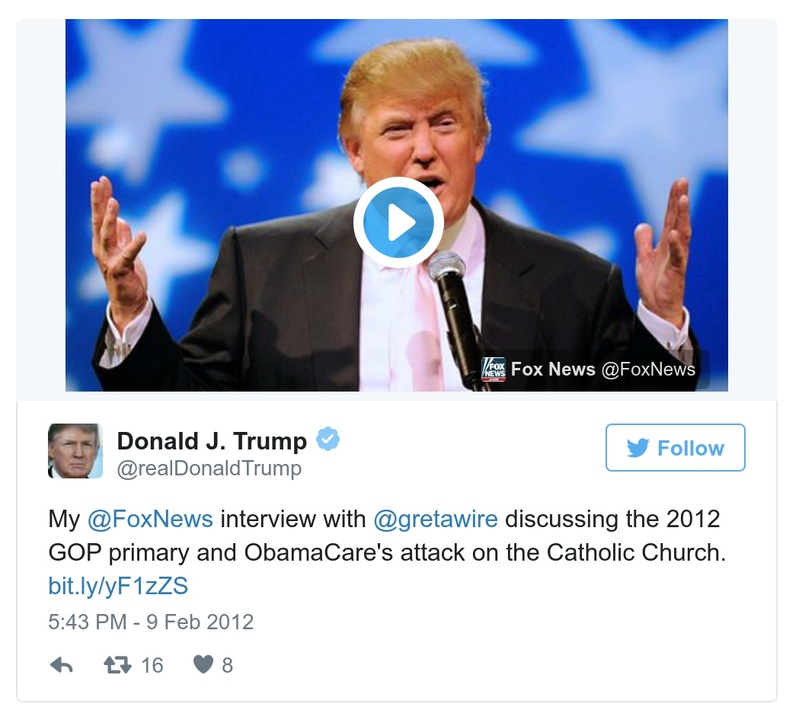 FOX
NEWS
Fox News @FoxNews
Donald J. Trump
@realDonaldTrump
Follow
My @FoxNews interview with @gretawire discussing the 2012
GOP primary and ObamaCare's attack on the Catholic Church.
bit.ly/yF1zZS
5:43 PM - 9 Feb 2012
16 8